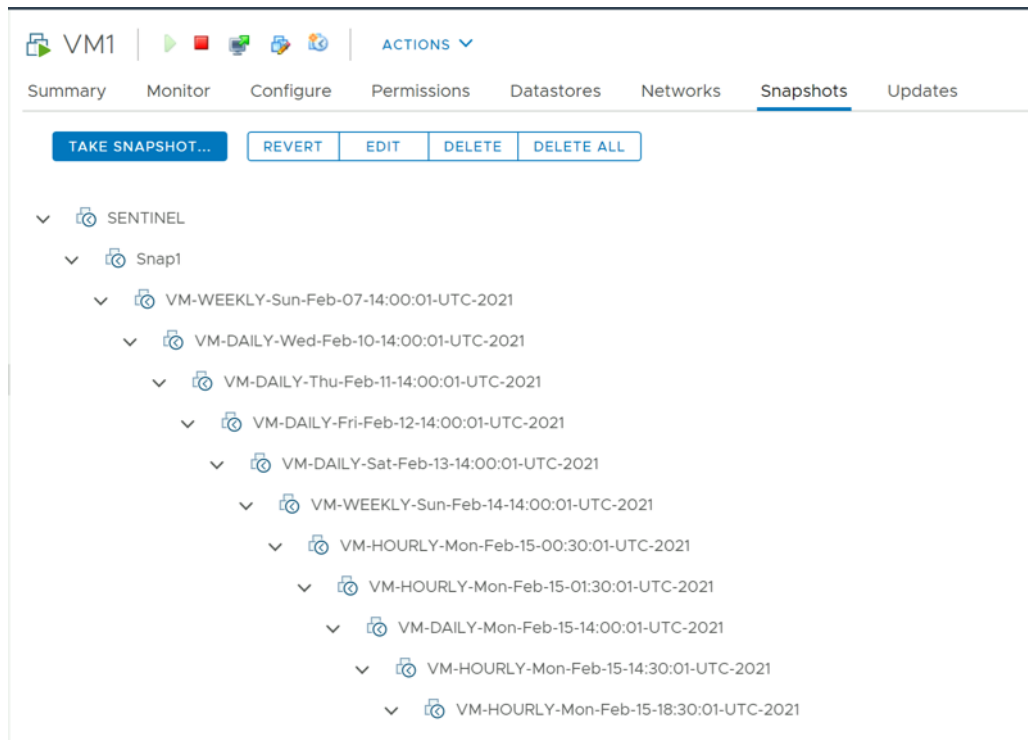 VM1 ACTIONS
Summary Monitor Configure Permissions Datastores Networks Snapshots Updates
TAKE SNAPSHOT... REVERT EDIT DELETE DELETE ALL
SENTINEL
Snap1
VM-WEEKLY-Sun-Feb-07-14:00:01-UTC-2021
VM-DAILY-Wed-Feb-10-14:00:01-UTC-2021
VM-DAILY-Thu-Feb-11-14:00:01-UTC-2021
VM-DAILY-Fri-Feb-12-14:00:01-UTC-2021
VM-DAILY-Sat-Feb-13-14:00:01-UTC-2021
VM-WEEKLY-Sun-Feb-14-14:00:01-UTC-2021
VM-HOURLY-Mon-Feb-15-00:30:01-UTC-2021
VM-HOURLY-Mon-Feb-15-01:30:01-UTC-2021
VM-DAILY-Mon-Feb-15-14:00:01-UTC-2021
VM-HOURLY-Mon-Feb-15-14:30:01-UTC-2021
VM-HOURLY-Mon-Feb-15-18:30:01-UTC-2021